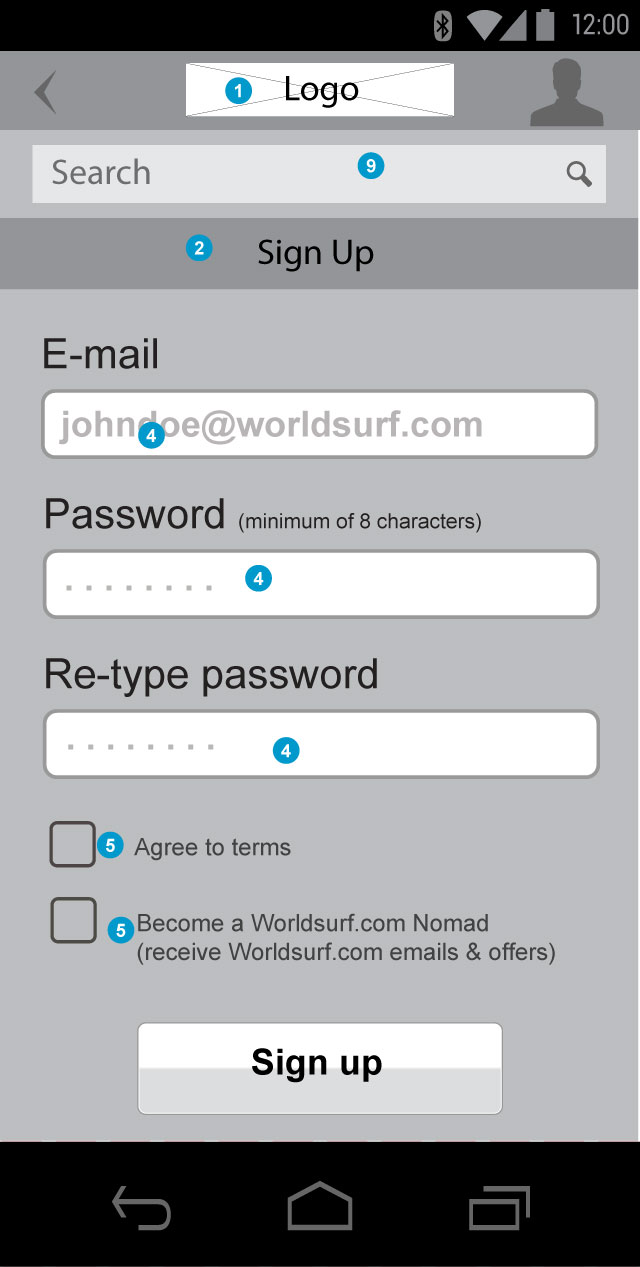 12:00
1 Logo
Search 9
2 Sign Up
E-mail
johndoe@worldsurf.com
4
Password (minimum of 8 characters)
........ 4
Re-type password
........ 4
5 Agree to terms
5 Become a Worldsurf.com Nomad
(receive Worldsurf.com emails & offers)
Sign up